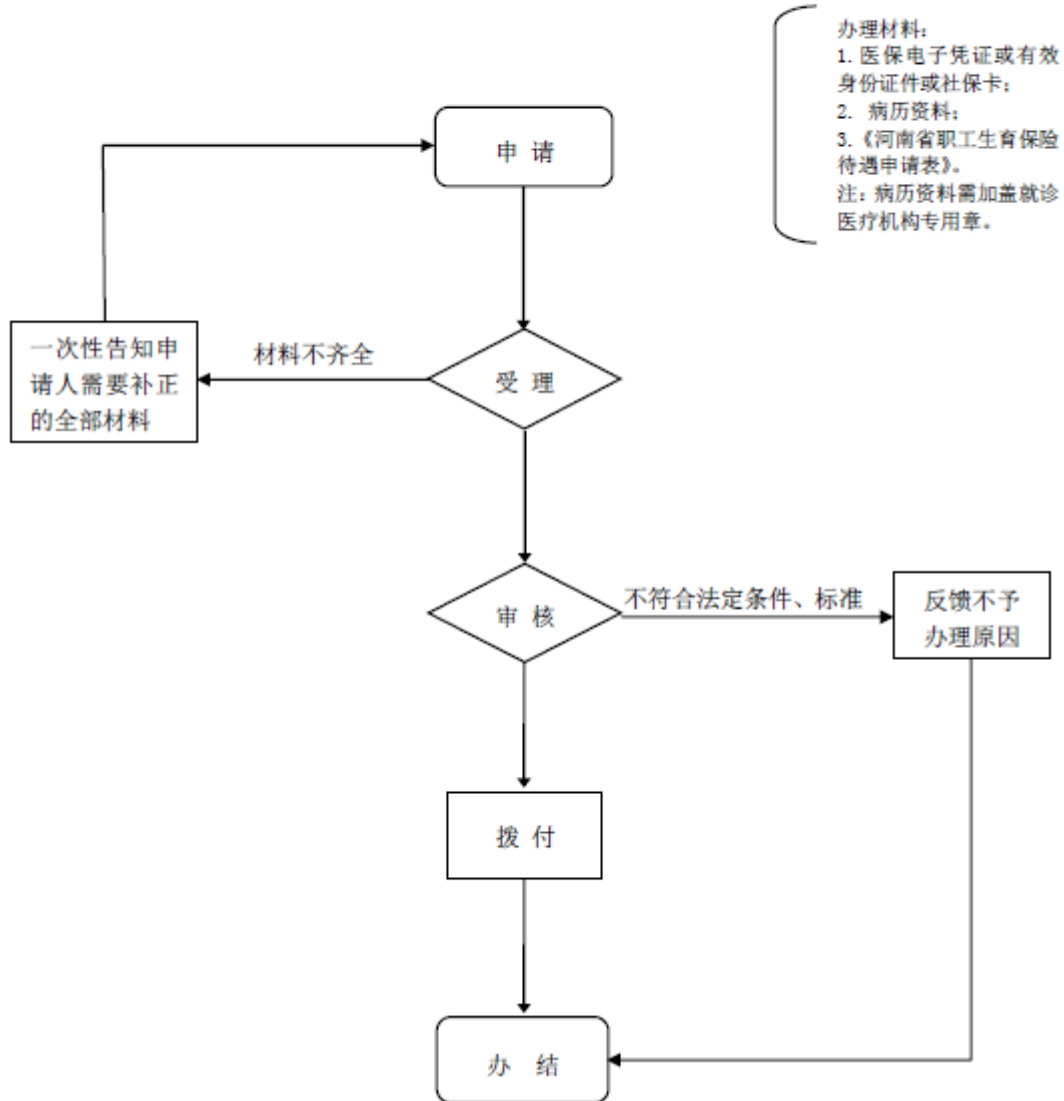 办理材料：
1. 医保电子凭证或有效
身份证件或社保卡；
2. 病历资料；
3.《河南省职工生育保险
待遇申请表》。
注：病历资料需加盖就诊
医疗机构专用章。
申 请
一次性告知申
请人需要补正
的全部材料
材料不齐全
受 理
审 核
不符合法定条件、标准
反馈不予
办理原因
拨 付
办 结